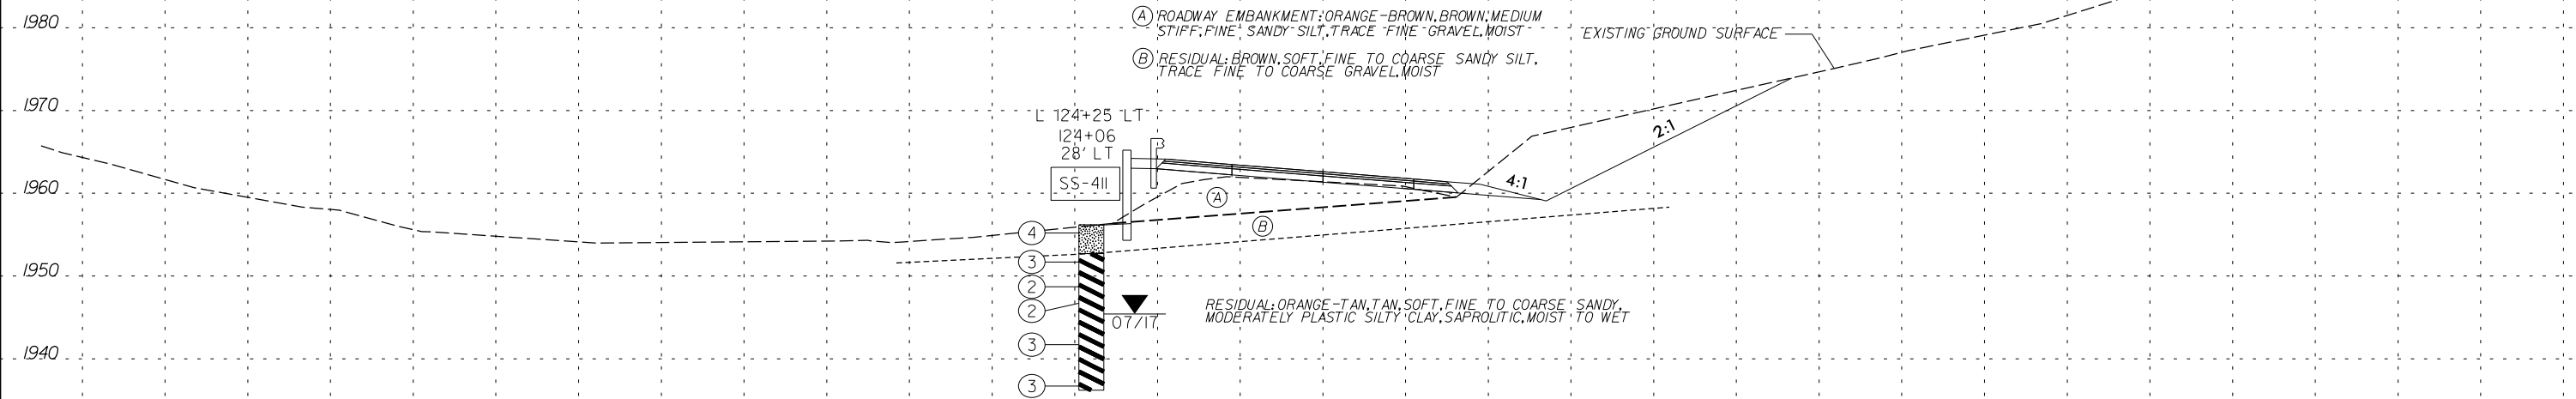 1980
1970
1960
1950
1940
Ⓐ ROADWAY EMBANKMENT: ORANGE-BROWN, BROWN, MEDIUM
STIFF, FINE SANDY SILT, TRACE FINE GRAVEL, MOIST
Ⓑ RESIDUAL: BROWN, SOFT, FINE TO COARSE SANDY SILT,
TRACE FINE TO COARSE GRAVEL, MOIST
EXISTING GROUND SURFACE
L 124+25 LT
124+06
28' LT
SS-411
2:1
4:1
A
B
4
3
2
2
3
3
07/17
RESIDUAL: ORANGE-TAN, TAN, SOFT, FINE TO COARSE SANDY,
MODERATELY PLASTIC SILTY CLAY, SAPROLITIC, MOIST TO WET